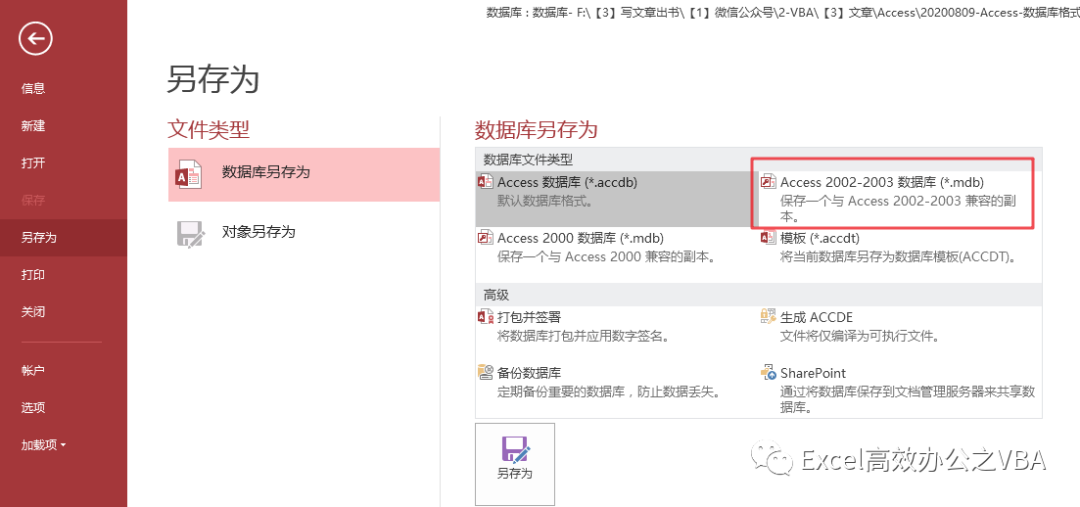 数据库：数据库- F:\【3】写文章出书\【1】微信公众号\2-VBA\【3】文章\Access\20200809-Access-数据库格式
信息
新建
打开
保存
另存为
打印
关闭
帐户
选项
加载项
另存为
文件类型
数据库另存为
对象另存为
数据库另存为
数据库文件类型
Access 数据库 (*.accdb)
默认数据库格式。
Access 2002-2003 数据库 (*.mdb)
保存一个与 Access 2002-2003 兼容的副
本。
Access 2000 数据库 (*.mdb)
保存一个与 Access 2000 兼容的副本。
模板 (*.accdt)
将当前数据库另存为数据库模板(ACCDT)。
高级
打包并签署
将数据库打包并应用数字签名。
生成 ACCDE
文件将仅编译为可执行文件。
备份数据库
定期备份重要的数据库，防止数据丢失。
SharePoint
通过将数据库保存到文档管理服务器来共享数
据库。
另存为
Excel高效办公之VBA